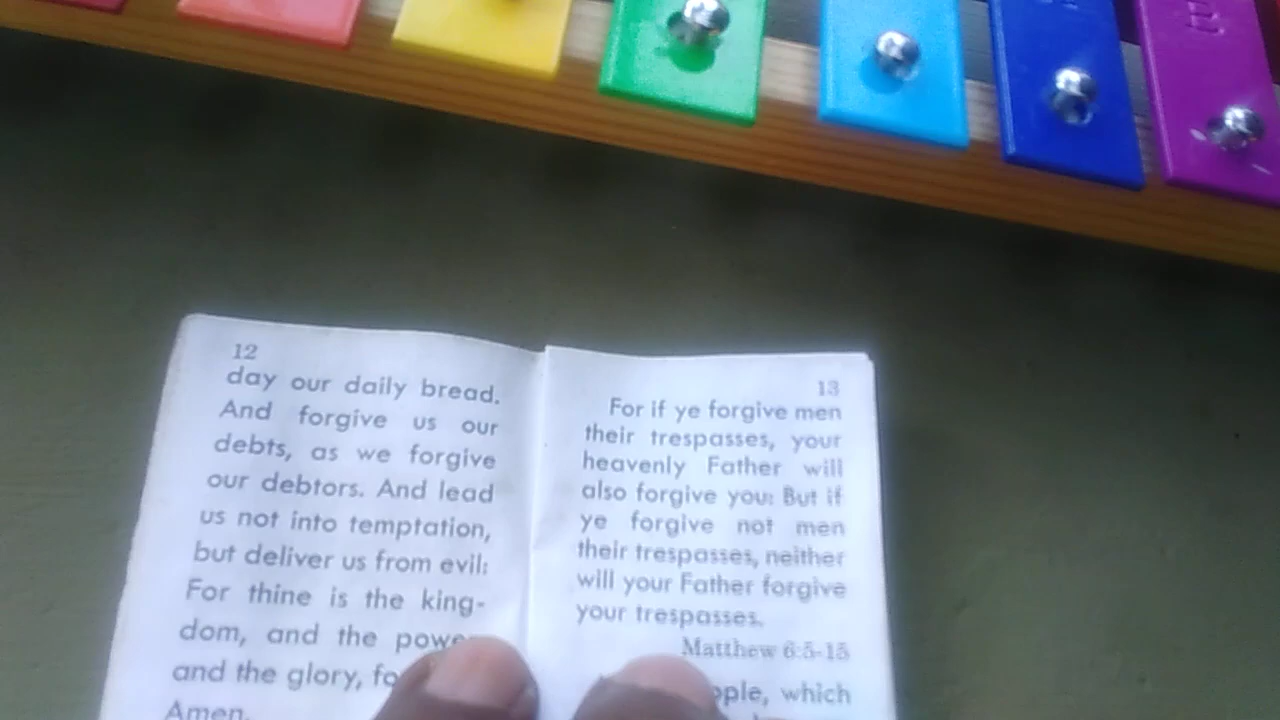 12
day our daily bread.
And forgive us our
debts, as we forgive
our debtors. And lead
us not into temptation,
but deliver us from evil:
For thine is the king-
dom, and the powe
and the glory, fo
Amen.
13
For if ye forgive men
their trespasses, your
heavenly Father will
also forgive you: But if
ye forgive not men
their trespasses, neither
will your Father forgive
your trespasses.
Matthew 6:5-15
ople, which